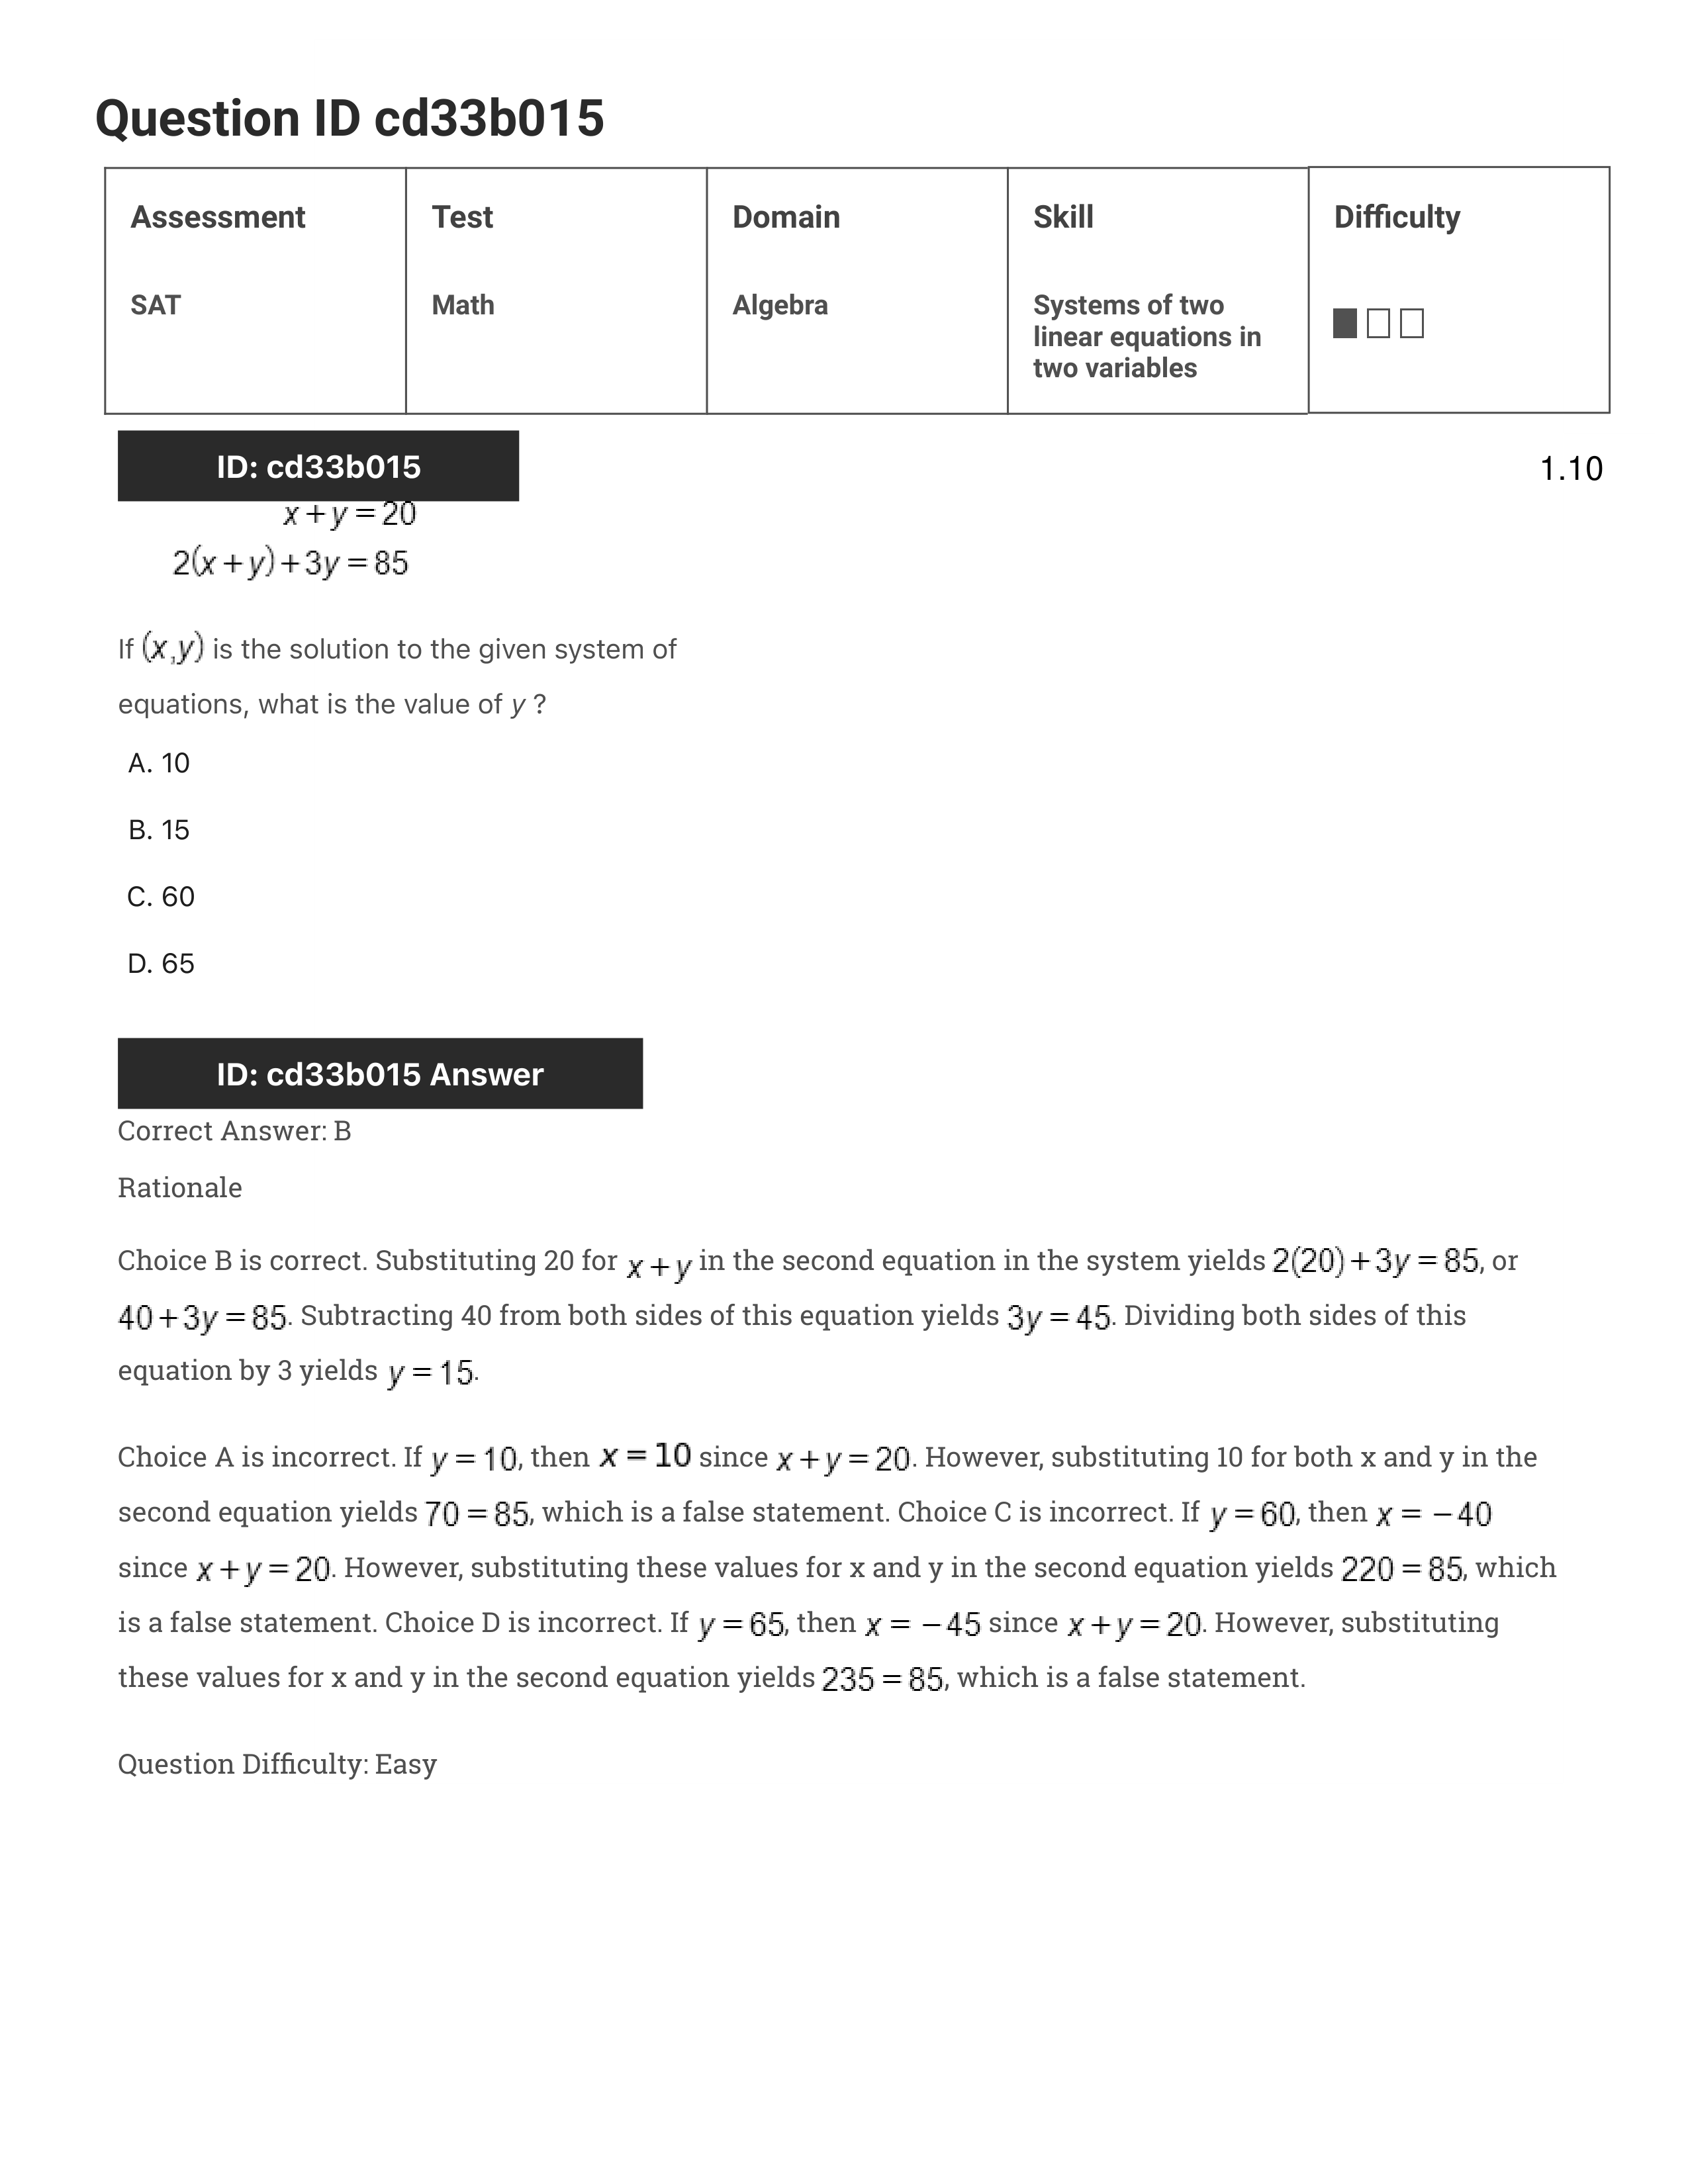 Question ID cd33b015
Assessment Test Domain Skill Difficulty
SAT Math Algebra Systems of two
linear equations in
two variables
ID: cd33b015 1.10
x + y = 20
2(x + y) + 3y = 85
If (x,y) is the solution to the given system of
equations, what is the value of y ?
A. 10
B. 15
C. 60
D. 65
ID: cd33b015 Answer
Correct Answer: B
Rationale
Choice B is correct. Substituting 20 for x + y in the second equation in the system yields 2(20) + 3y = 85, or
40 + 3y = 85. Subtracting 40 from both sides of this equation yields 3y = 45. Dividing both sides of this
equation by 3 yields y = 15.
Choice A is incorrect. If y = 10, then x = 10 since x + y = 20. However, substituting 10 for both x and y in the
second equation yields 70 = 85, which is a false statement. Choice C is incorrect. If y = 60, then x = −40
since x + y = 20. However, substituting these values for x and y in the second equation yields 220 = 85, which
is a false statement. Choice D is incorrect. If y = 65, then x = −45 since x + y = 20. However, substituting
these values for x and y in the second equation yields 235 = 85, which is a false statement.
Question Difficulty: Easy